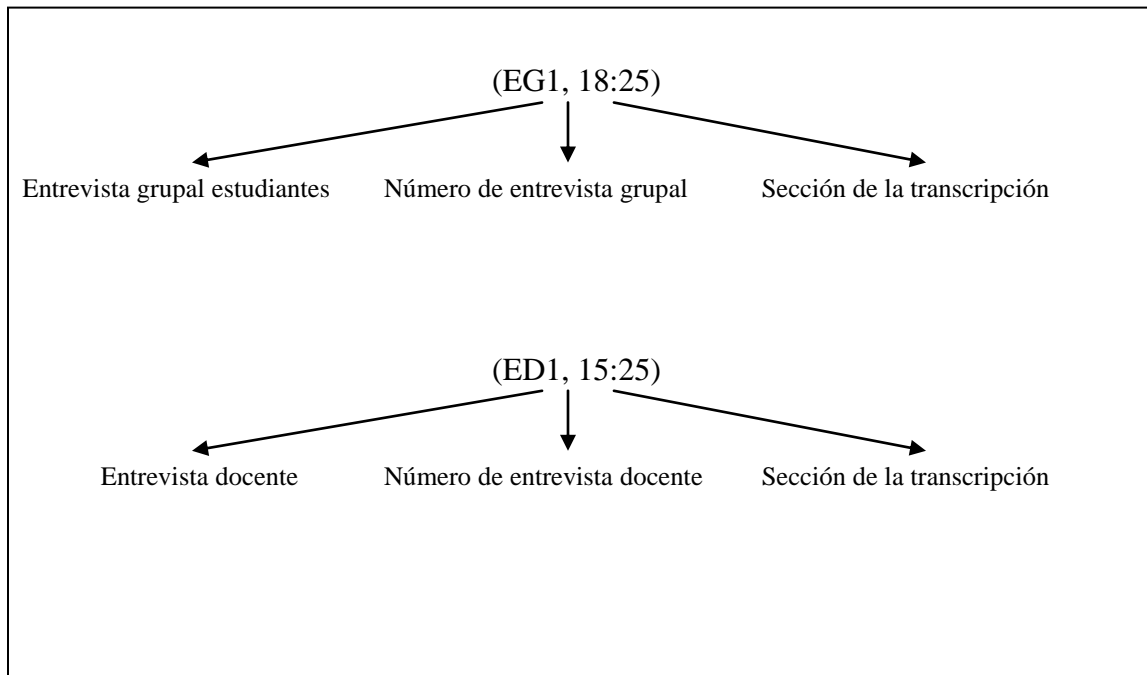 (EG1, 18:25)
Entrevista grupal estudiantes Número de entrevista grupal Sección de la transcripción
(ED1, 15:25)
Entrevista docente Número de entrevista docente Sección de la transcripción